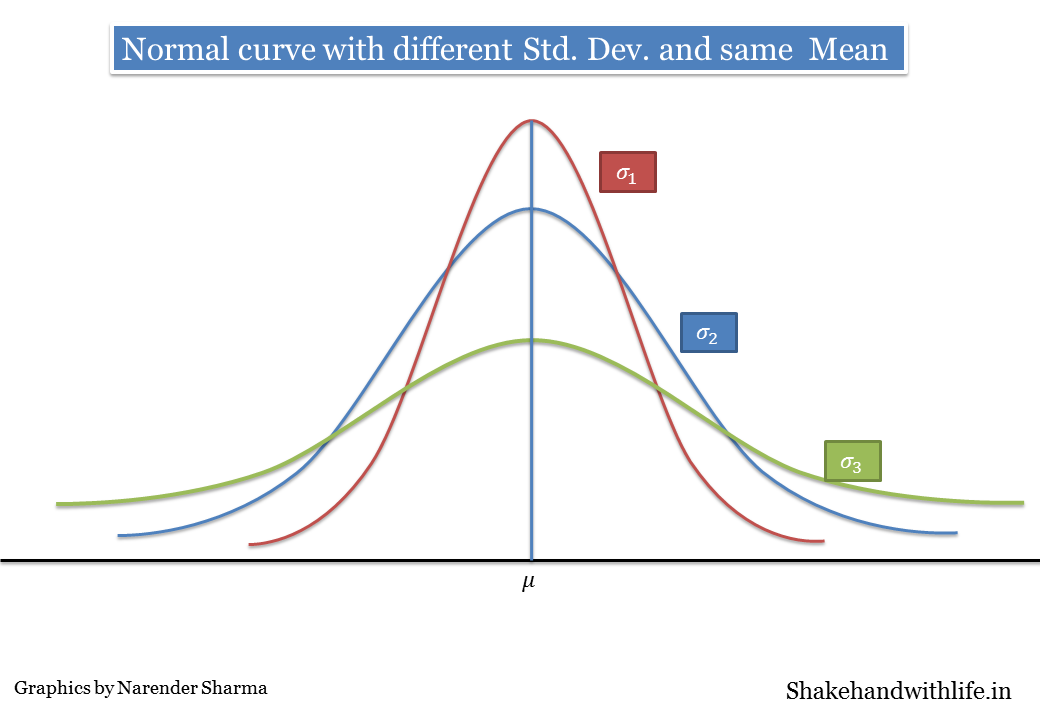 Normal curve with different Std. Dev. and same Mean
σ₁
σ₂
σ₃
μ
Graphics by Narender Sharma
Shakehandwithlife.in